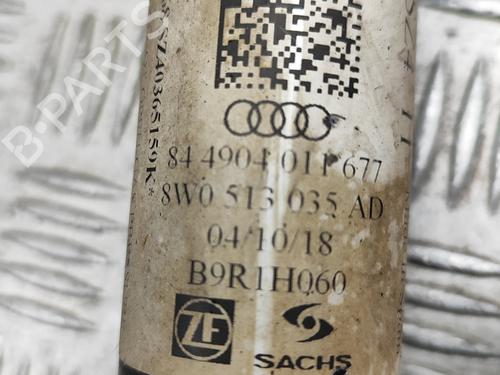 84 4904 011 677
8W0 513 035 AD
04/10/18
B9R1H060
ZF
SACHS
B-PARTS